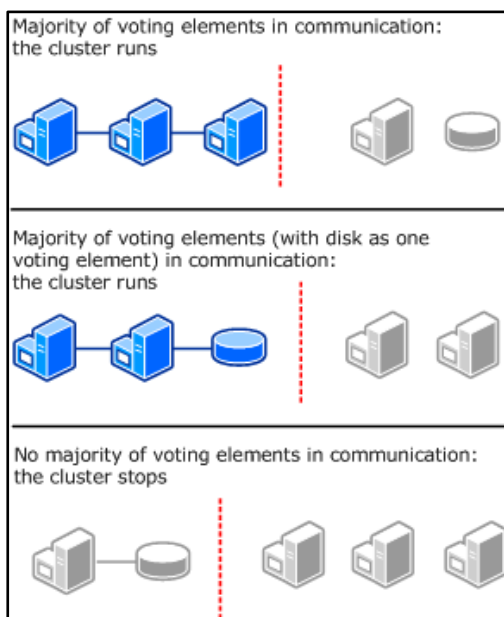 Majority of voting elements in communication:
the cluster runs
Majority of voting elements (with disk as one
voting element) in communication:
the cluster runs
No majority of voting elements in communication:
the cluster stops